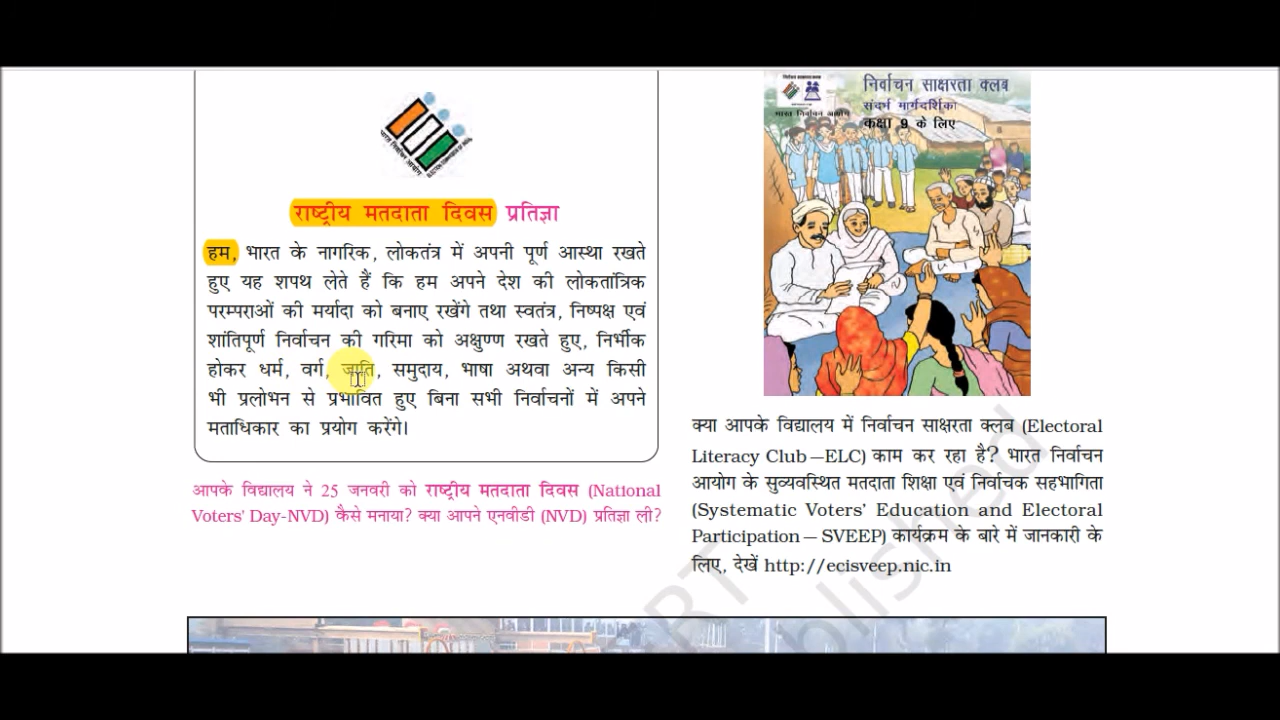 राष्ट्रीय मतदाता दिवस प्रतिज्ञा
हम, भारत के नागरिक, लोकतंत्र में अपनी पूर्ण आस्था रखते
हुए यह शपथ लेते हैं कि हम अपने देश की लोकतांत्रिक
परम्पराओं की मर्यादा को बनाए रखेंगे तथा स्वतंत्र, निष्पक्ष एवं
शांतिपूर्ण निर्वाचन की गरिमा को अक्षुण्ण रखते हुए, निर्भीक
होकर धर्म, वर्ग, जाति, समुदाय, भाषा अथवा अन्य किसी
भी प्रलोभन से प्रभावित हुए बिना सभी निर्वाचनों में अपने
मताधिकार का प्रयोग करेंगे।
आपके विद्यालय ने 25 जनवरी को राष्ट्रीय मतदाता दिवस (National
Voters' Day-NVD) कैसे मनाया? क्या आपने एनवीडी (NVD) प्रतिज्ञा ली?
निर्वाचन साक्षरता क्लब
संदर्भ मार्गदर्शिका
भारत निर्वाचन आयोग
कक्षा 9 के लिए
क्या आपके विद्यालय में निर्वाचन साक्षरता क्लब (Electoral
Literacy Club—ELC) काम कर रहा है? भारत निर्वाचन
आयोग के सुव्यवस्थित मतदाता शिक्षा एवं निर्वाचक सहभागिता
(Systematic Voters' Education and Electoral
Participation— SVEEP) कार्यक्रम के बारे में जानकारी के
लिए, देखें http://ecisveep.nic.in